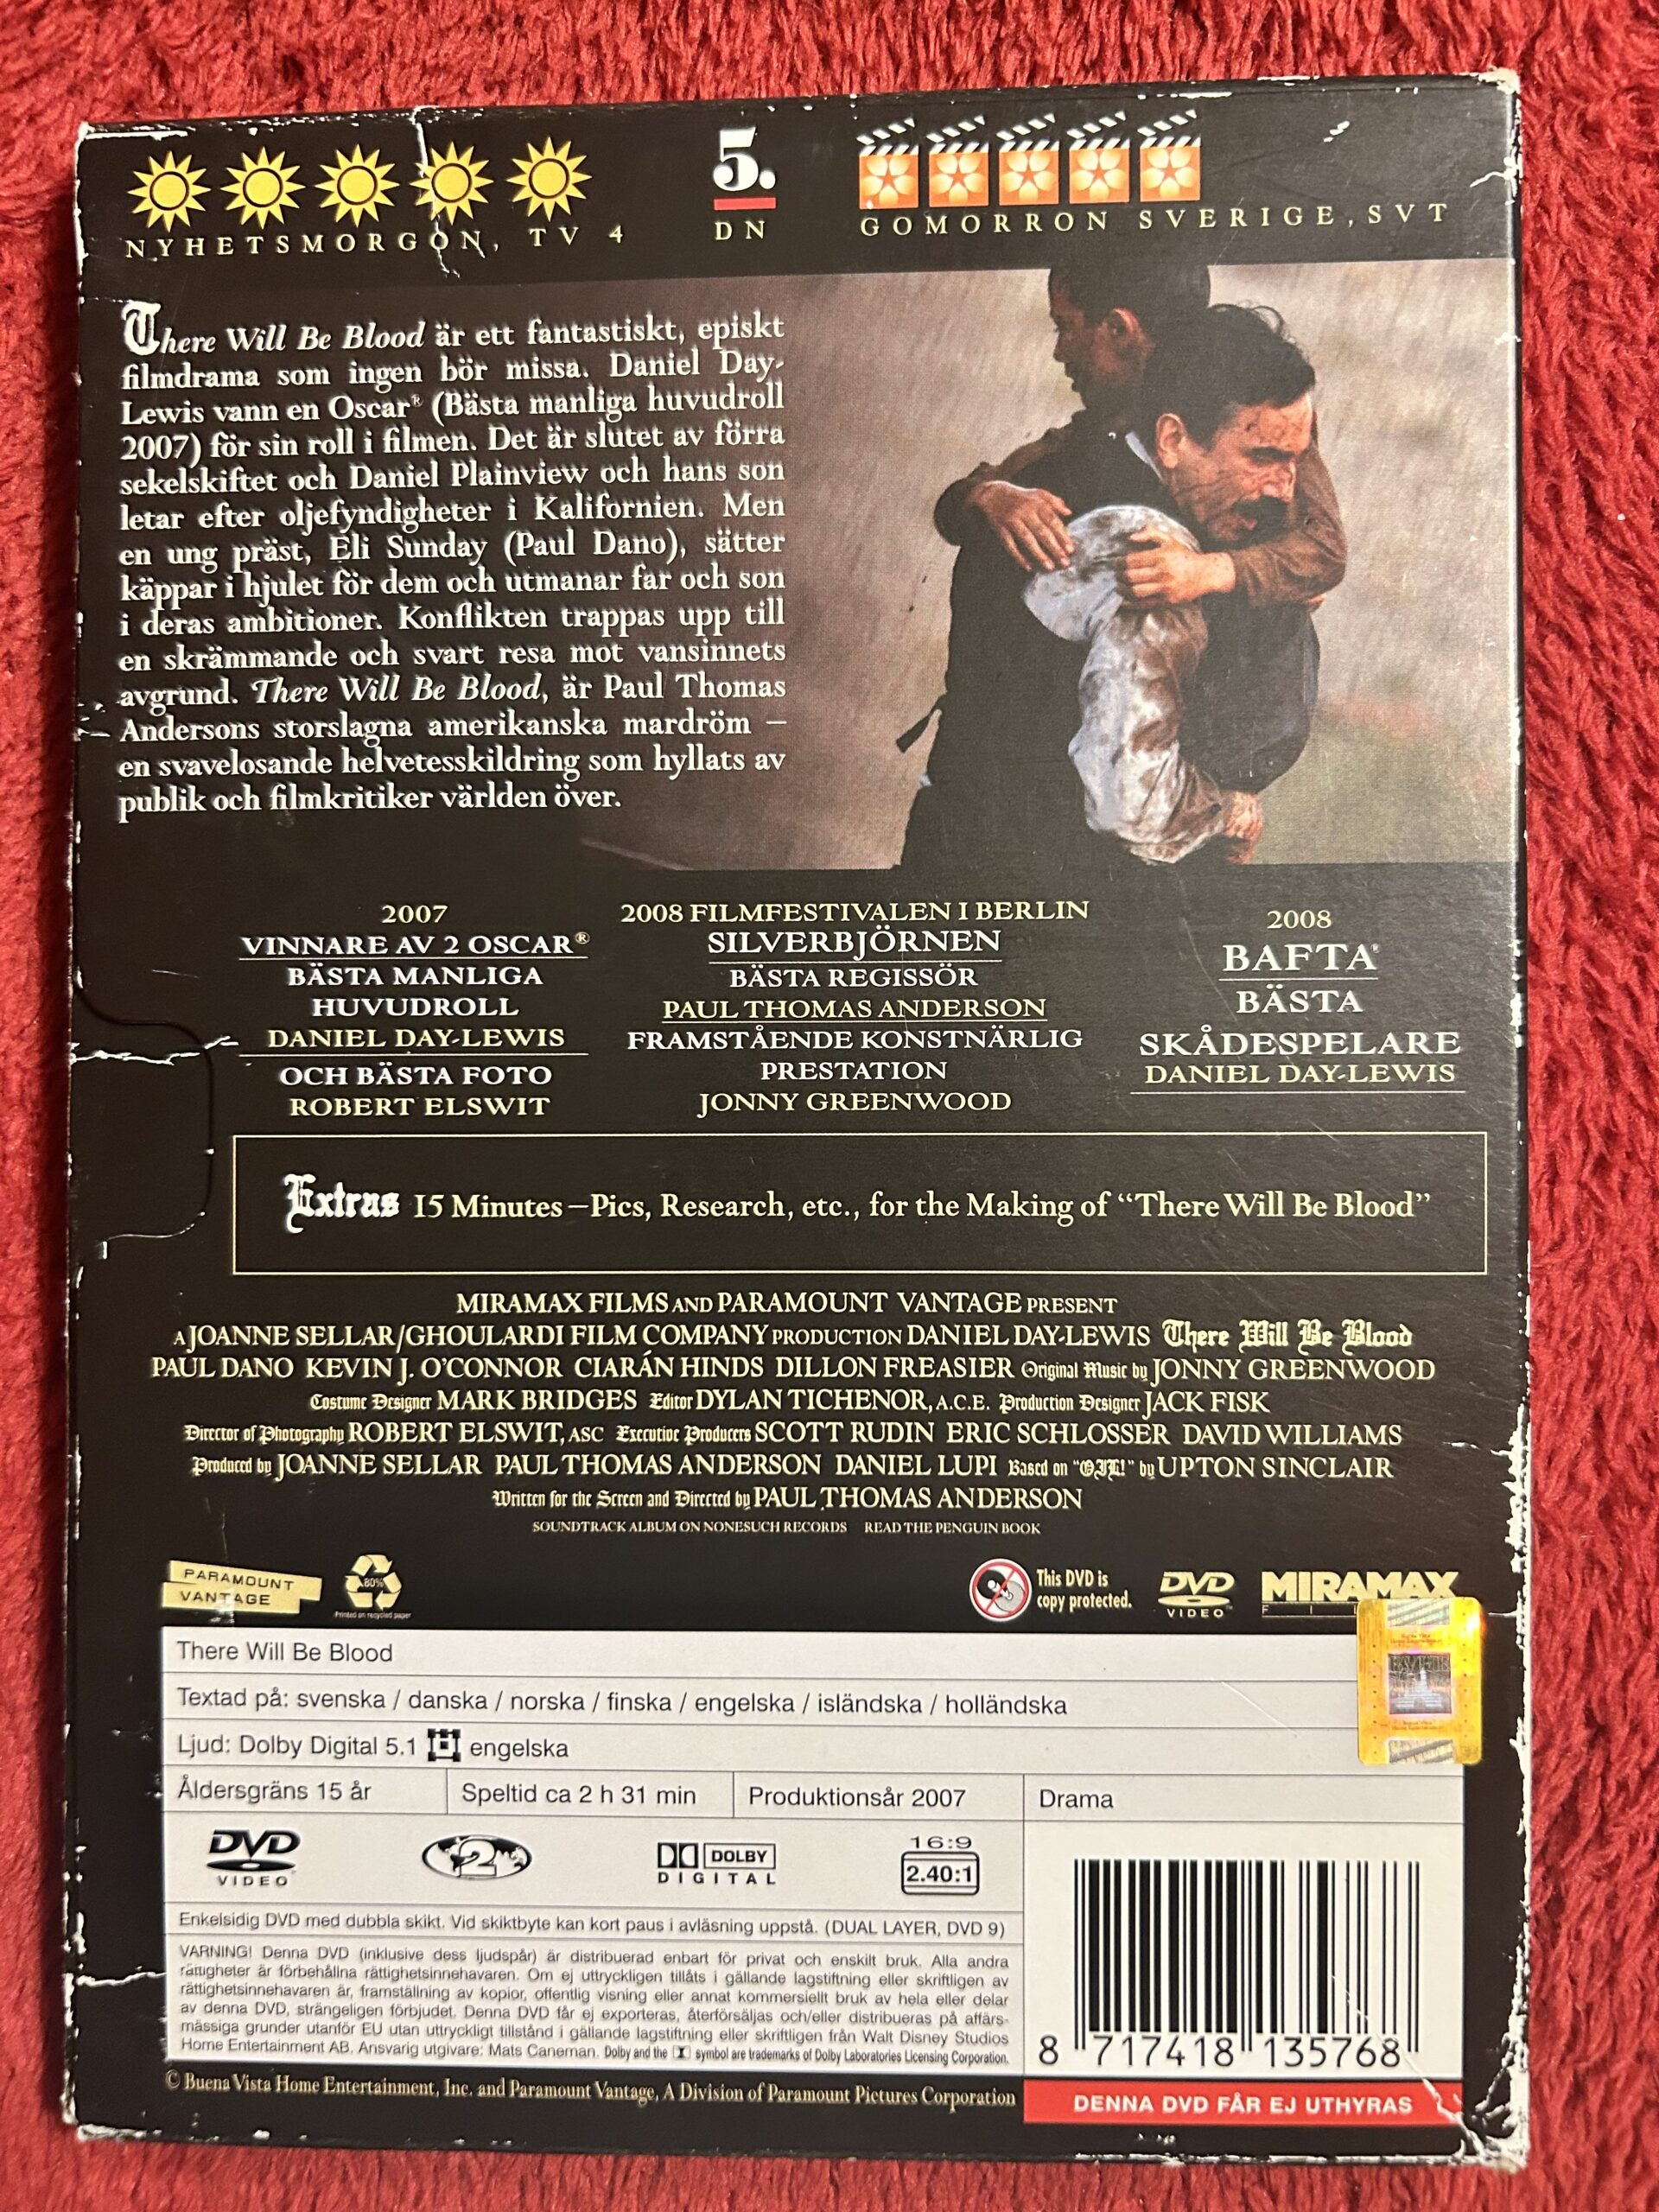 NYHETSMORGON, TV 4
5.
DN
GOMORRON SVERIGE, SVT
There Will Be Blood är ett fantastiskt, episkt
filmdrama som ingen bör missa. Daniel Day-
Lewis vann en Oscar® (Bästa manliga huvudroll
2007) för sin roll i filmen. Det är slutet av förra
sekelskiftet och Daniel Plainview och hans son
letar efter oljefyndigheter i Kalifornien. Men
en ung präst, Eli Sunday (Paul Dano), sätter
käppar i hjulet för dem och utmanar far och son
i deras ambitioner. Konflikten trappas upp till
en skrämmande och svart resa mot vansinnets
avgrund. There Will Be Blood, är Paul Thomas
Andersons storslagna amerikanska mardröm –
en svavelosande helvetesskildring som hyllats av
publik och filmkritiker världen över.
2007
VINNARE AV 2 OSCAR®
BÄSTA MANLIGA
HUVUDROLL
DANIEL DAY-LEWIS
OCH BÄSTA FOTO
ROBERT ELSWIT
2008 FILMFESTIVALEN I BERLIN
SILVERBJÖRNEN
BÄSTA REGISSÖR
PAUL THOMAS ANDERSON
FRAMSTÅENDE KONSTNÄRLIG
PRESTATION
JONNY GREENWOOD
2008
BAFTA®
BÄSTA
SKÅDESPELARE
DANIEL DAY-LEWIS
Extras 15 Minutes – Pics, Research, etc., for the Making of “There Will Be Blood”
MIRAMAX FILMS AND PARAMOUNT VANTAGE PRESENT
A JOANNE SELLAR/GHOULARDI FILM COMPANY PRODUCTION DANIEL DAY-LEWIS There Will Be Blood
PAUL DANO KEVIN J. O'CONNOR CIARÁN HINDS DILLON FREASIER Original Music by JONNY GREENWOOD
Costume Designer MARK BRIDGES Editor DYLAN TICHENOR, A.C.E. Production Designer JACK FISK
Director of Photography ROBERT ELSWIT, ASC Executive Producers SCOTT RUDIN ERIC SCHLOSSER DAVID WILLIAMS
Produced by JOANNE SELLAR PAUL THOMAS ANDERSON DANIEL LUPI Based on “OIL!” by UPTON SINCLAIR
Written for the Screen and Directed by PAUL THOMAS ANDERSON
SOUNDTRACK ALBUM ON NONESUCH RECORDS READ THE PENGUIN BOOK
PARAMOUNT
VANTAGE
80%
Printed on recycled paper
This DVD is
copy protected.
DVD
VIDEO
MIRAMAX
There Will Be Blood
Textad på: svenska / danska / norska / finska / engelska / isländska / holländska
Ljud: Dolby Digital 5.1 engelska
Åldersgräns 15 år
Speltid ca 2 h 31 min
Produktionsår 2007
Drama
DVD
VIDEO
2
DOLBY
DIGITAL
16:9
2.40:1
Enkelsidig DVD med dubbla skikt. Vid skiktbyte kan kort paus i avläsning uppstå. (DUAL LAYER, DVD 9)
VARNING! Denna DVD (inklusive dess ljudspår) är distribuerad enbart för privat och enskilt bruk. Alla andra
rättigheter är förbehållna rättighetsinnehavaren. Om ej uttryckligen tillåts i gällande lagstiftning eller skriftligen av
rättighetsinnehavaren är, framställning av kopior, offentlig visning eller annat kommersiellt bruk av hela eller delar
av denna DVD, strängeligen förbjudet. Denna DVD får ej exporteras, återförsäljas och/eller distribueras på affärs-
mässiga grunder utanför EU utan uttryckligt tillstånd i gällande lagstiftning eller skriftligen från Walt Disney Studios
Home Entertainment AB. Ansvarig utgivare: Mats Caneman. Dolby and the symbol are trademarks of Dolby Laboratories Licensing Corporation.
8 717418 135768
© Buena Vista Home Entertainment, Inc. and Paramount Vantage, A Division of Paramount Pictures Corporation
DENNA DVD FÅR EJ UTHYRAS